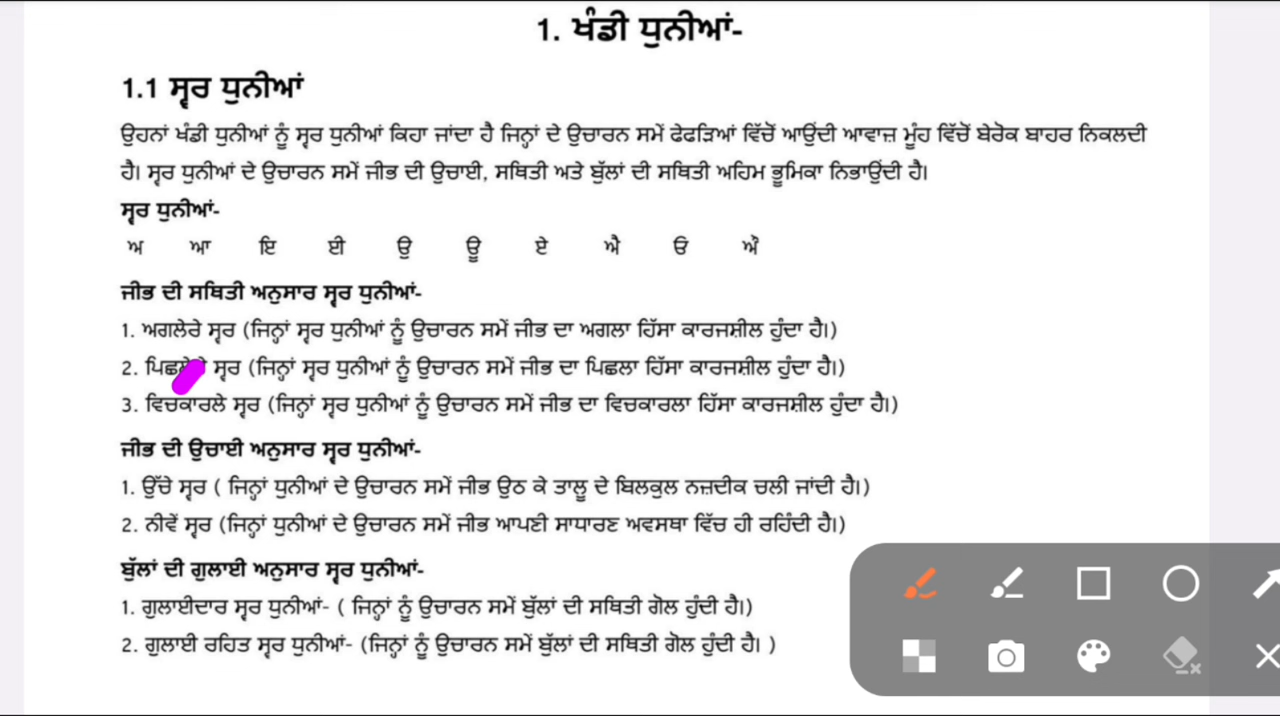 1. ਖੰਡੀ ਧੁਨੀਆਂ-
1.1 ਸ੍ਵਰ ਧੁਨੀਆਂ
ਉਹਨਾਂ ਖੰਡੀ ਧੁਨੀਆਂ ਨੂੰ ਸ੍ਵਰ ਧੁਨੀਆਂ ਕਿਹਾ ਜਾਂਦਾ ਹੈ ਜਿਨ੍ਹਾਂ ਦੇ ਉਚਾਰਨ ਸਮੇਂ ਫੇਫੜਿਆਂ ਵਿੱਚੋਂ ਆਉਂਦੀ ਆਵਾਜ਼ ਮੂੰਹ ਵਿੱਚੋਂ ਬੇਰੋਕ ਬਾਹਰ ਨਿਕਲਦੀ
ਹੈ। ਸ੍ਵਰ ਧੁਨੀਆਂ ਦੇ ਉਚਾਰਨ ਸਮੇਂ ਜੀਭ ਦੀ ਉਚਾਈ, ਸਥਿਤੀ ਅਤੇ ਬੁੱਲਾਂ ਦੀ ਸਥਿਤੀ ਅਹਿਮ ਭੂਮਿਕਾ ਨਿਭਾਉਂਦੀ ਹੈ।
ਸ੍ਵਰ ਧੁਨੀਆਂ-
ਅ ਆ ਇ ਈ ਉ ਊ ਏ ਐ ਓ ਔ
ਜੀਭ ਦੀ ਸਥਿਤੀ ਅਨੁਸਾਰ ਸ੍ਵਰ ਧੁਨੀਆਂ-
1. ਅਗਲੇਰੇ ਸ੍ਵਰ (ਜਿਨ੍ਹਾਂ ਸ੍ਵਰ ਧੁਨੀਆਂ ਨੂੰ ਉਚਾਰਨ ਸਮੇਂ ਜੀਭ ਦਾ ਅਗਲਾ ਹਿੱਸਾ ਕਾਰਜਸ਼ੀਲ ਹੁੰਦਾ ਹੈ।)
2. ਸ੍ਵਰ (ਜਿਨ੍ਹਾਂ ਸ੍ਵਰ ਧੁਨੀਆਂ ਨੂੰ ਉਚਾਰਨ ਸਮੇਂ ਜੀਭ ਦਾ ਪਿਛਲਾ ਹਿੱਸਾ ਕਾਰਜਸ਼ੀਲ ਹੁੰਦਾ ਹੈ।)
3. ਵਿਚਕਾਰਲੇ ਸ੍ਵਰ (ਜਿਨ੍ਹਾਂ ਸ੍ਵਰ ਧੁਨੀਆਂ ਨੂੰ ਉਚਾਰਨ ਸਮੇਂ ਜੀਭ ਦਾ ਵਿਚਕਾਰਲਾ ਹਿੱਸਾ ਕਾਰਜਸ਼ੀਲ ਹੁੰਦਾ ਹੈ।)
ਜੀਭ ਦੀ ਉਚਾਈ ਅਨੁਸਾਰ ਸ੍ਵਰ ਧੁਨੀਆਂ-
1. ਉੱਚੇ ਸ੍ਵਰ ( ਜਿਨ੍ਹਾਂ ਧੁਨੀਆਂ ਦੇ ਉਚਾਰਨ ਸਮੇਂ ਜੀਭ ਉਠ ਕੇ ਤਾਲੂ ਦੇ ਬਿਲਕੁਲ ਨਜ਼ਦੀਕ ਚਲੀ ਜਾਂਦੀ ਹੈ।)
2. ਨੀਵੇਂ ਸ੍ਵਰ (ਜਿਨ੍ਹਾਂ ਧੁਨੀਆਂ ਦੇ ਉਚਾਰਨ ਸਮੇਂ ਜੀਭ ਆਪਣੀ ਸਾਧਾਰਣ ਅਵਸਥਾ ਵਿੱਚ ਹੀ ਰਹਿੰਦੀ ਹੈ।)
ਬੁੱਲਾਂ ਦੀ ਗੁਲਾਈ ਅਨੁਸਾਰ ਸ੍ਵਰ ਧੁਨੀਆਂ-
1. ਗੁਲਾਈਦਾਰ ਸ੍ਵਰ ਧੁਨੀਆਂ- ( ਜਿਨ੍ਹਾਂ ਨੂੰ ਉਚਾਰਨ ਸਮੇਂ ਬੁੱਲਾਂ ਦੀ ਸਥਿਤੀ ਗੋਲ ਹੁੰਦੀ ਹੈ।)
2. ਗੁਲਾਈ ਰਹਿਤ ਸ੍ਵਰ ਧੁਨੀਆਂ- (ਜਿਨ੍ਹਾਂ ਨੂੰ ਉਚਾਰਨ ਸਮੇਂ ਬੁੱਲਾਂ ਦੀ ਸਥਿਤੀ ਗੋਲ ਹੁੰਦੀ ਹੈ। )